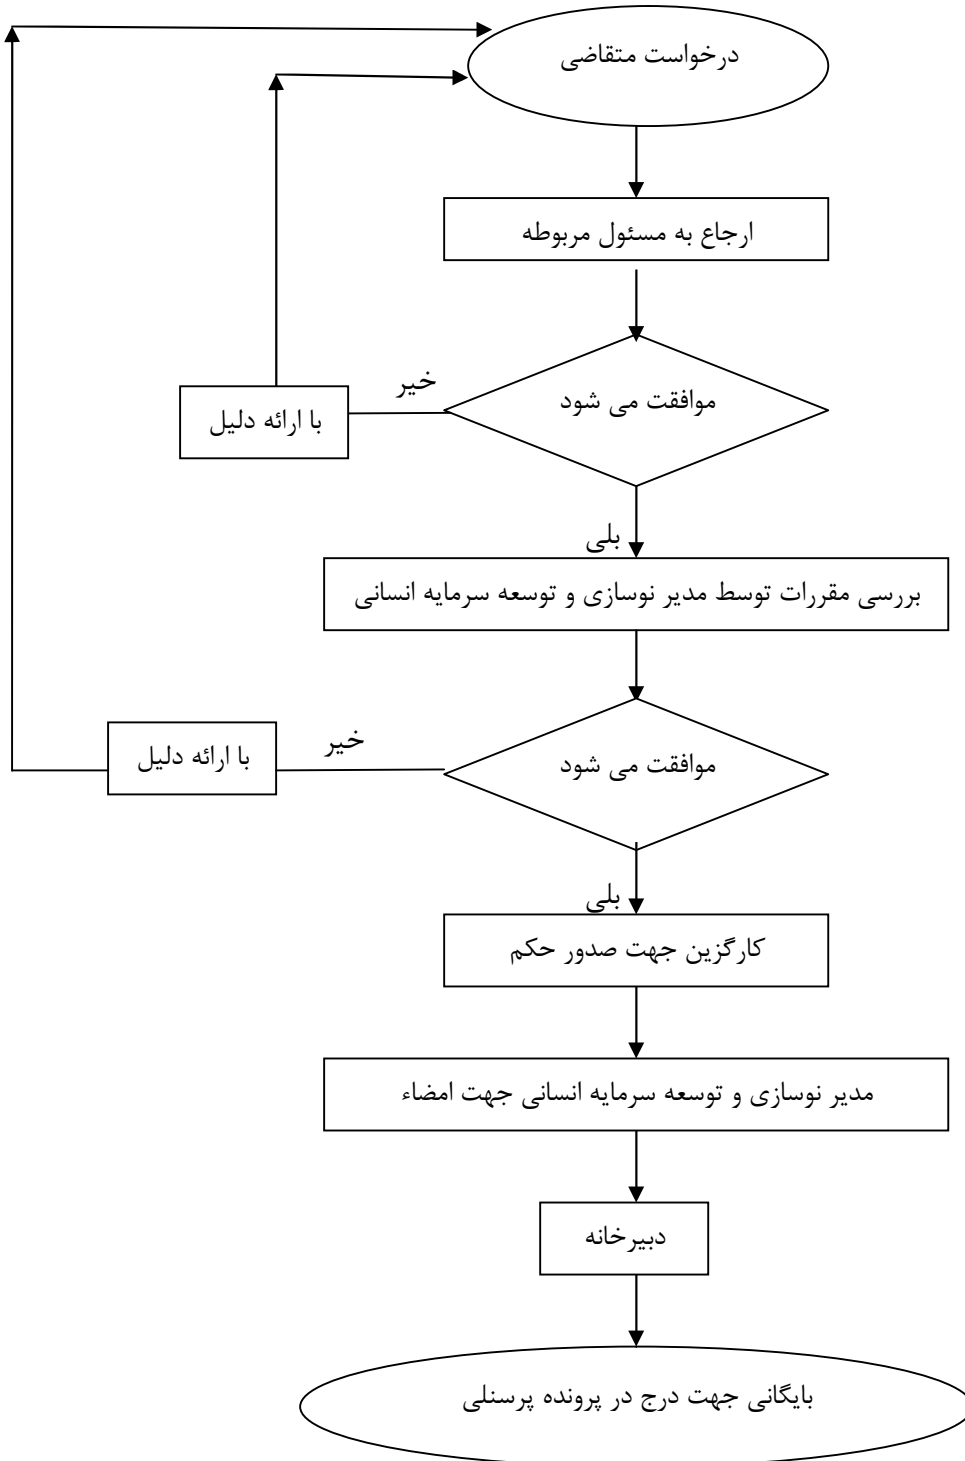 درخواست متقاضی
ارجاع به مسئول مربوطه
موافقت می شود
خیر
با ارائه دلیل
بلی
بررسی مقررات توسط مدیر نوسازی و توسعه سرمایه انسانی
موافقت می شود
خیر
با ارائه دلیل
بلی
کارگزین جهت صدور حکم
مدیر نوسازی و توسعه سرمایه انسانی جهت امضاء
دبیرخانه
بایگانی جهت درج در پرونده پرسنلی